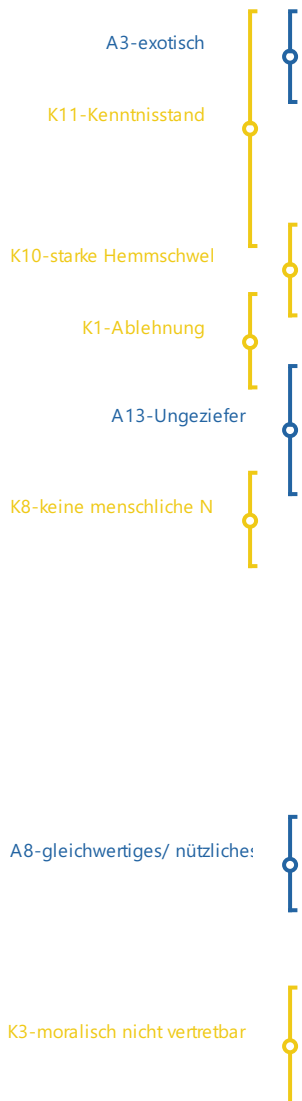 A3-exotisch
K11-Kenntnisstand
K10-starke Hemmschwel
K1-Ablehnung
A13-Ungeziefer
K8-keine menschliche N
A8-gleichwertiges/ nützliches
K3-moralisch nicht vertretbar